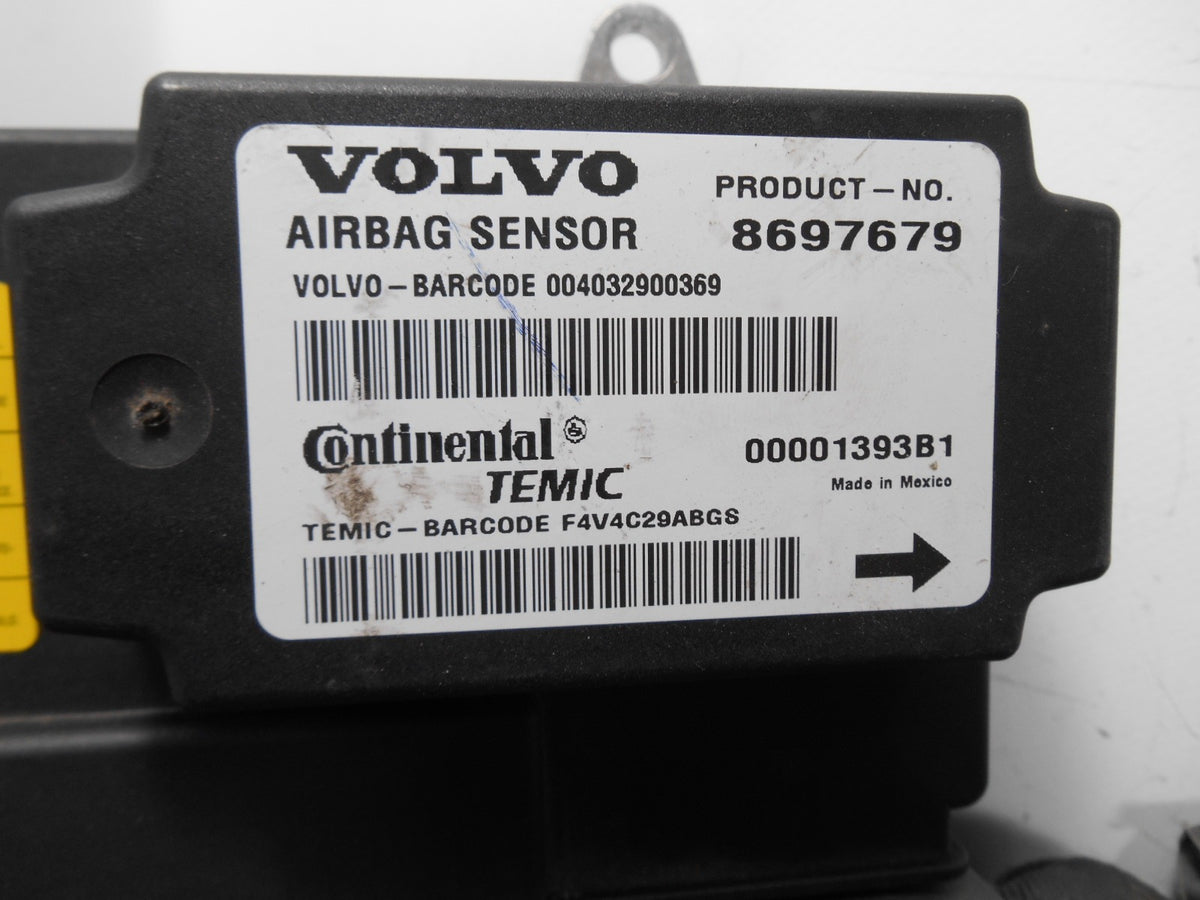 VOLVO
PRODUCT – NO.
AIRBAG SENSOR
8697679
VOLVO – BARCODE 004032900369
Continental ®
TEMIC
00001393B1
Made in Mexico
TEMIC – BARCODE F4V4C29ABGS